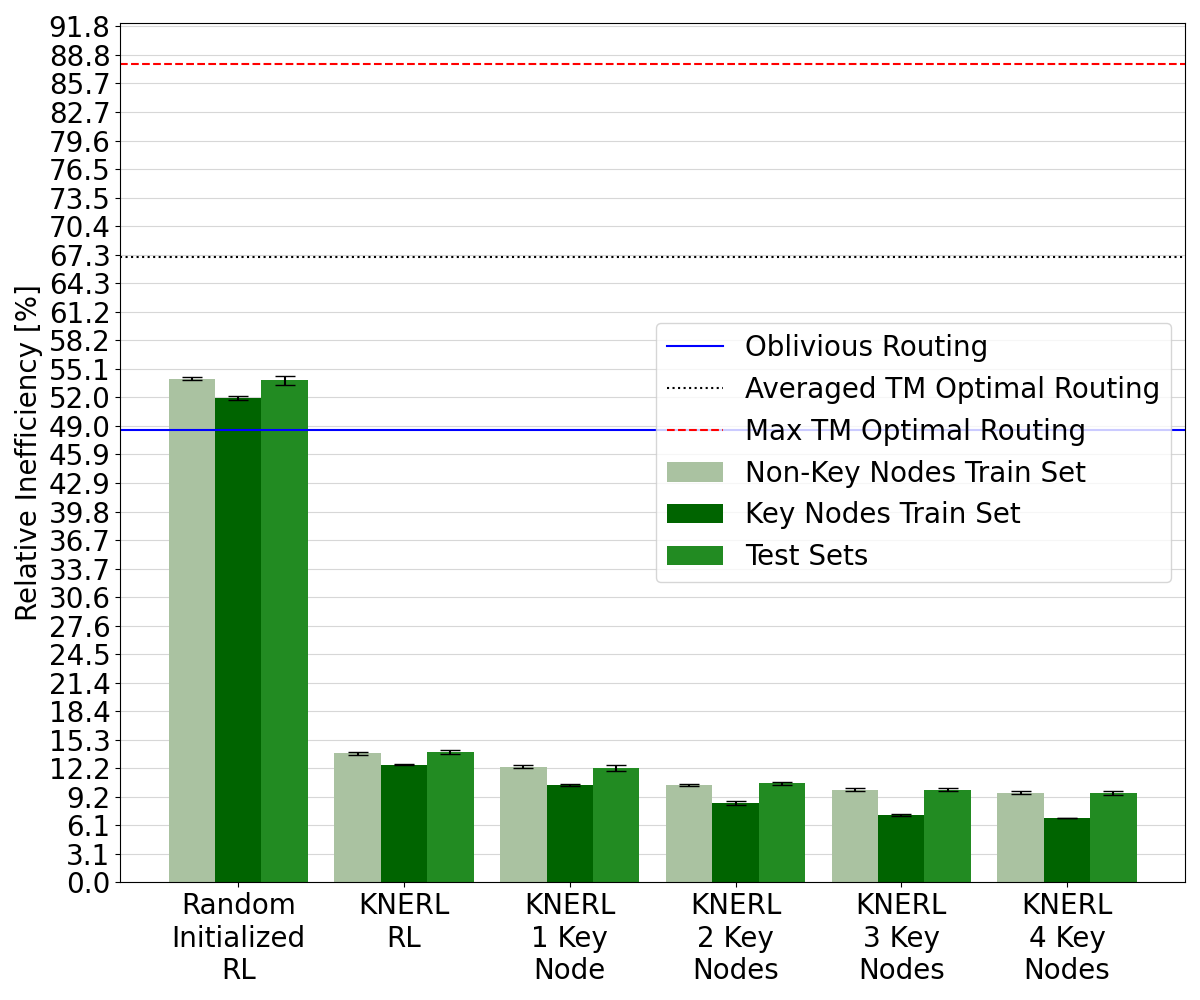 91.8
88.8
85.7
82.7
79.6
76.5
73.5
70.4
67.3
64.3
61.2
58.2
55.1
52.0
49.0
45.9
42.9
39.8
36.7
33.7
30.6
27.6
24.5
21.4
18.4
15.3
12.2
9.2
6.1
3.1
0.0
Relative Inefficiency [%]
Oblivious Routing
Averaged TM Optimal Routing
Max TM Optimal Routing
Non-Key Nodes Train Set
Key Nodes Train Set
Test Sets
Random
Initialized
RL
KNERL
RL
KNERL
1 Key
Node
KNERL
2 Key
Nodes
KNERL
3 Key
Nodes
KNERL
4 Key
Nodes